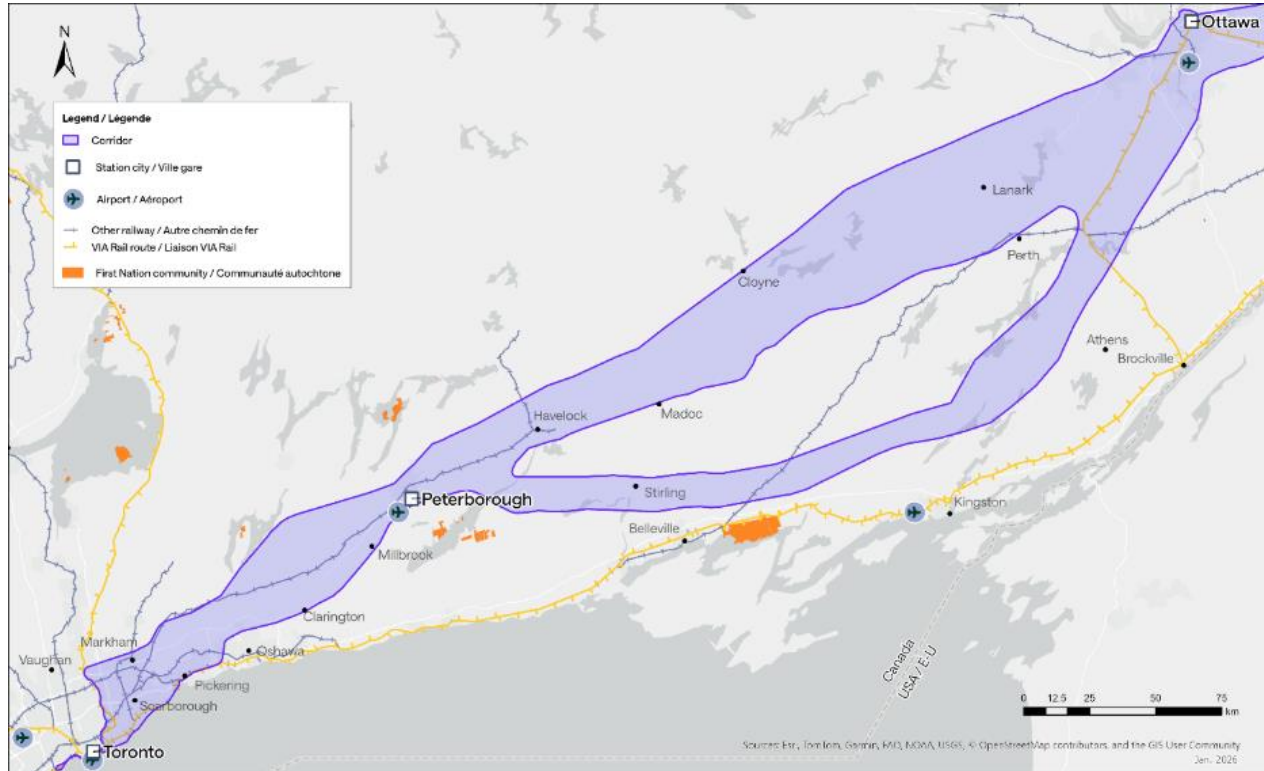 Ottawa
N
Legend / Légende
Corridor
Station city / Ville gare
Airport / Aéroport
Other railway / Autre chemin de fer
VIA Rail route / Liaison VIA Rail
First Nation community / Communauté autochtone
Lanark
Perth
Cloyne
Athens
Brockville
Havelock
Madoc
Peterborough
Stirling
Kingston
Belleville
Millbrook
Clarington
Markham
Oshawa
Vaughan
Pickering
Scarborough
Toronto
Canada
USA / É-U
0 12.5 25 50 75
km
Sources: Esri, TomTom, Garmin, FAO, NOAA, USGS, © OpenStreetMap contributors, and the GIS User Community
Jan. 2026